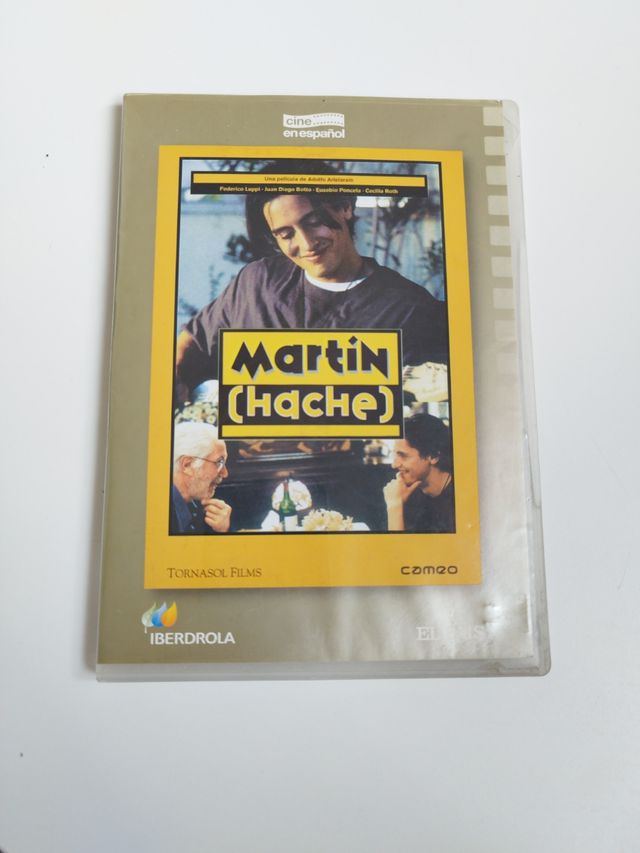 cine
en español
Una película de Adolfo Aristarain
Federico Luppi · Juan Diego Botto · Eusebio Poncela · Cecilia Roth
Martín
(Hache)
TORNASOL FILMS
cameo
IBERDROLA